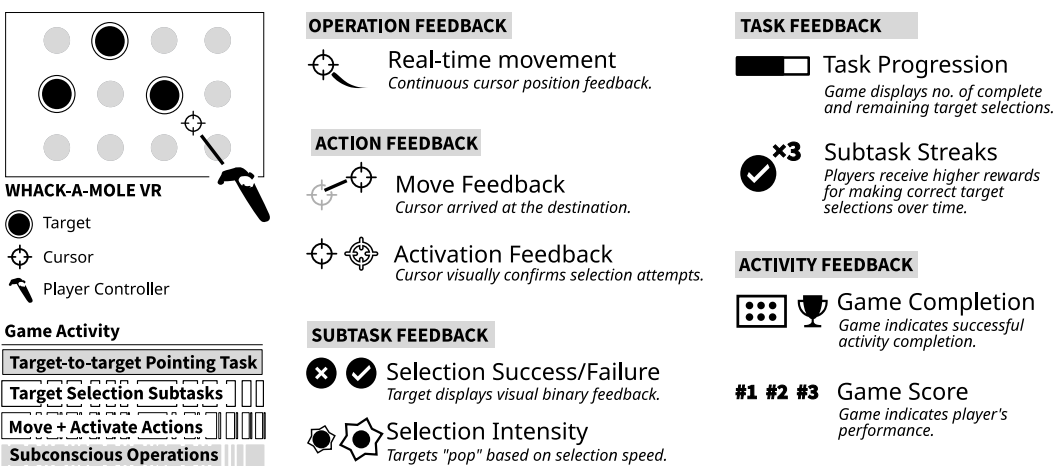 WHACK-A-MOLE VR
Target
Cursor
Player Controller
Game Activity
Target-to-target Pointing Task
Target Selection Subtasks
Move + Activate Actions
Subconscious Operations
OPERATION FEEDBACK
Real-time movement
Continuous cursor position feedback.
ACTION FEEDBACK
Move Feedback
Cursor arrived at the destination.
Activation Feedback
Cursor visually confirms selection attempts.
SUBTASK FEEDBACK
Selection Success/Failure
Target displays visual binary feedback.
Selection Intensity
Targets "pop" based on selection speed.
TASK FEEDBACK
Task Progression
Game displays no. of complete
and remaining target selections.
×3
Subtask Streaks
Players receive higher rewards
for making correct target
selections over time.
ACTIVITY FEEDBACK
Game Completion
Game indicates successful
activity completion.
#1 #2 #3 Game Score
Game indicates player's
performance.